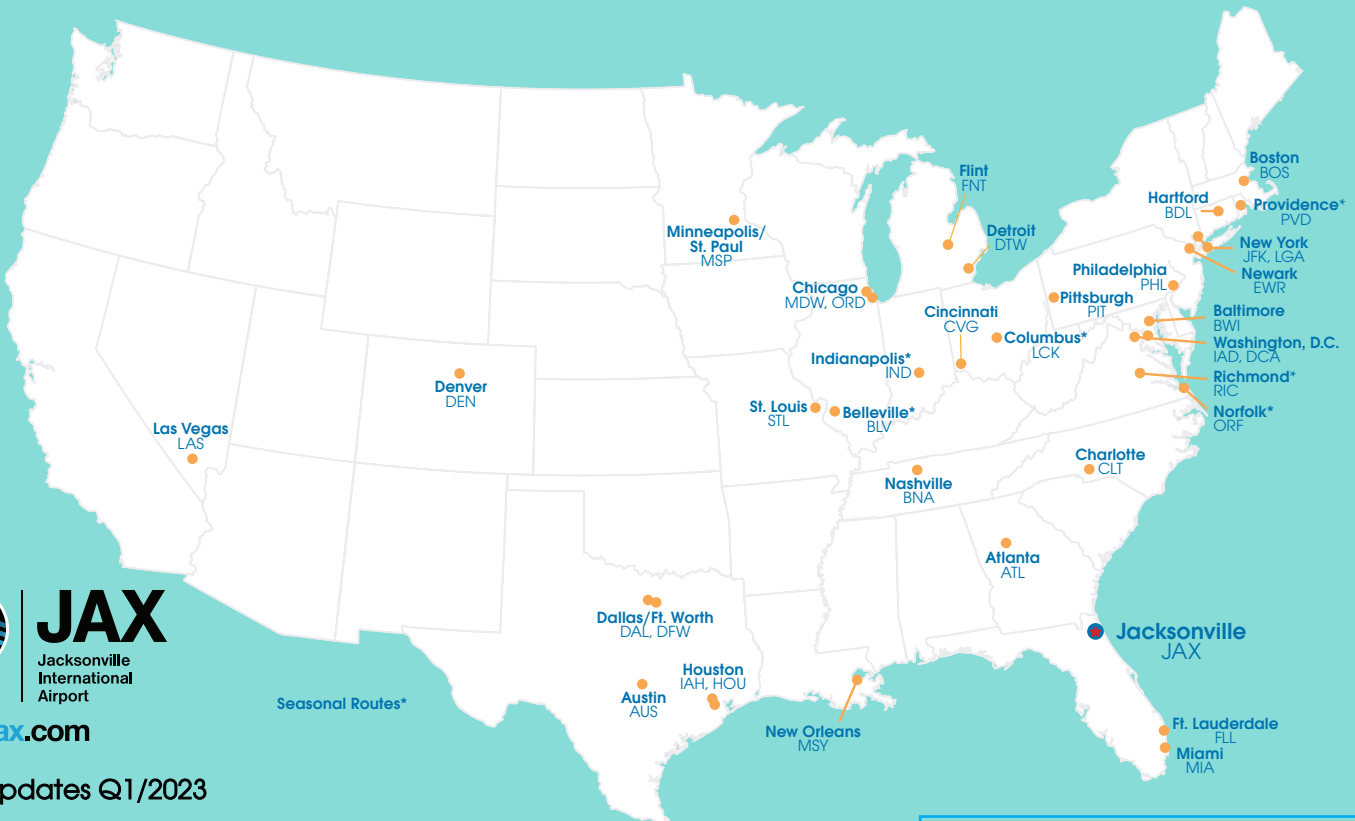 Boston
BOS
Hartford
BDL
Providence*
PVD
Flint
FNT
Detroit
DTW
Minneapolis/
St. Paul
MSP
New York
JFK, LGA
Newark
EWR
Philadelphia
PHL
Chicago
MDW, ORD
Pittsburgh
PIT
Cincinnati
CVG
Columbus*
LCK
Baltimore
BWI
Washington, D.C.
IAD, DCA
Indianapolis*
IND
Richmond*
RIC
Norfolk*
ORF
Denver
DEN
St. Louis
STL
Belleville*
BLV
Las Vegas
LAS
Charlotte
CLT
Nashville
BNA
Atlanta
ATL
Dallas/Ft. Worth
DAL, DFW
Jacksonville
JAX
Houston
IAH, HOU
Austin
AUS
New Orleans
MSY
Ft. Lauderdale
FLL
Miami
MIA
JAX
Jacksonville
International
Airport
Seasonal Routes*
ax.com
pdates Q1/2023